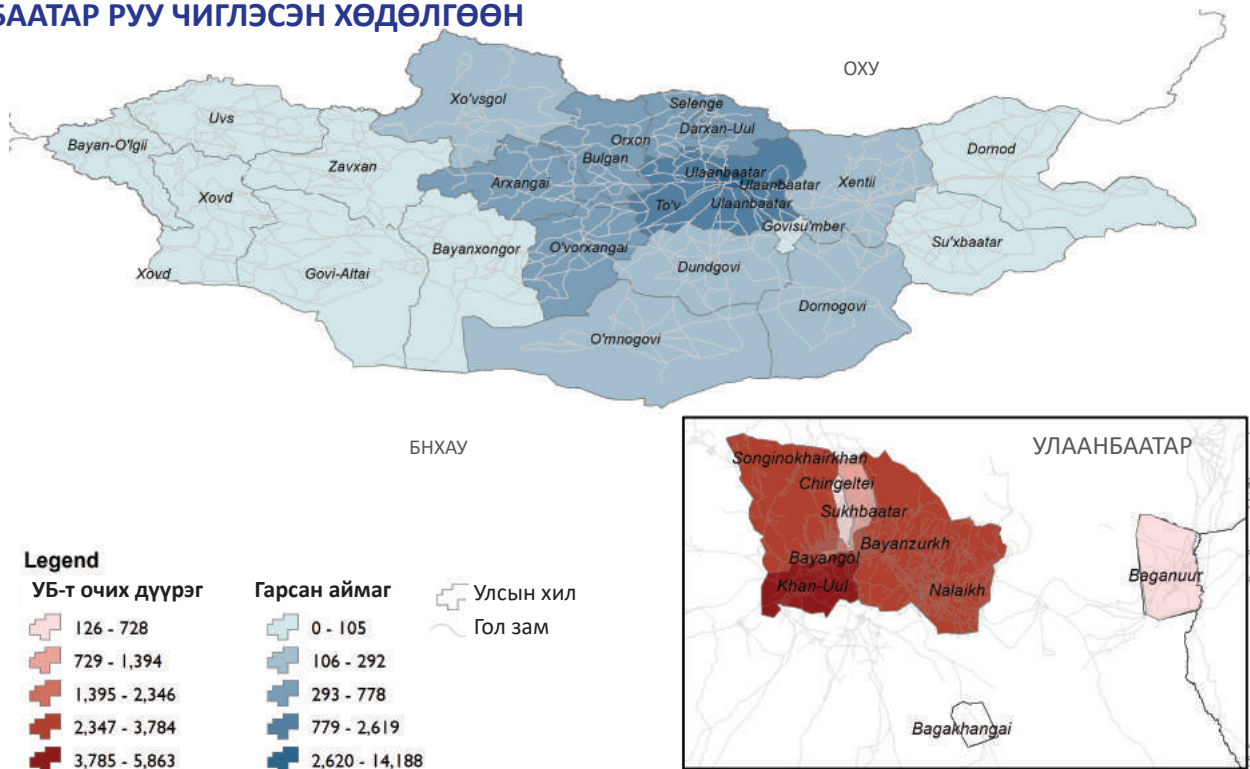 БААТАР РУУ ЧИГЛЭСЭН ХӨДӨЛГӨӨН
ОХУ
Xo'vsgol
Selenge
Uvs
Darxan-Uul
Orxon
Bayan-O'lgii
Dornod
Bulgan
Zavxan
Ulaanbaatar
Arxangai
Ulaanbaatar
Xentii
Xovd
To'v
Ulaanbaatar
Govisu'mber
O'vorxangai
Bayanxongor
Su'xbaatar
Dundgovi
Xovd
Govi-Altai
Dornogovi
O'mnogovi
БНХАУ
УЛААНБААТАР
Songinokhairkhan
Chingeltei
Sukhbaatar
Bayanzurkh
Bayangol
Khan-Uul
Nalaikh
Baganuur
Bagakhangai
Legend
УБ-т очих дүүрэг
126 - 728
729 - 1,394
1,395 - 2,346
2,347 - 3,784
3,785 - 5,863
Гарсан аймаг
0 - 105
106 - 292
293 - 778
779 - 2,619
2,620 - 14,188
Улсын хил
Гол зам